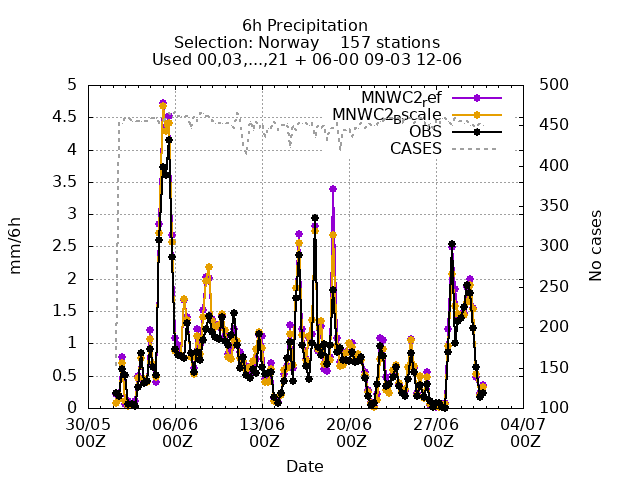 6h Precipitation
Selection: Norway 157 stations
Used 00,03,...,21 + 06-00 09-03 12-06
MNWC2_ref
MNWC2_Bscale
OBS
CASES
mm/6h
5
4.5
4
3.5
3
2.5
2
1.5
1
0.5
0
500
450
400
350
300
250
200
150
100
No cases
30/05 06/06 13/06 20/06 27/06 04/07
00Z 00Z 00Z 00Z 00Z 00Z
Date